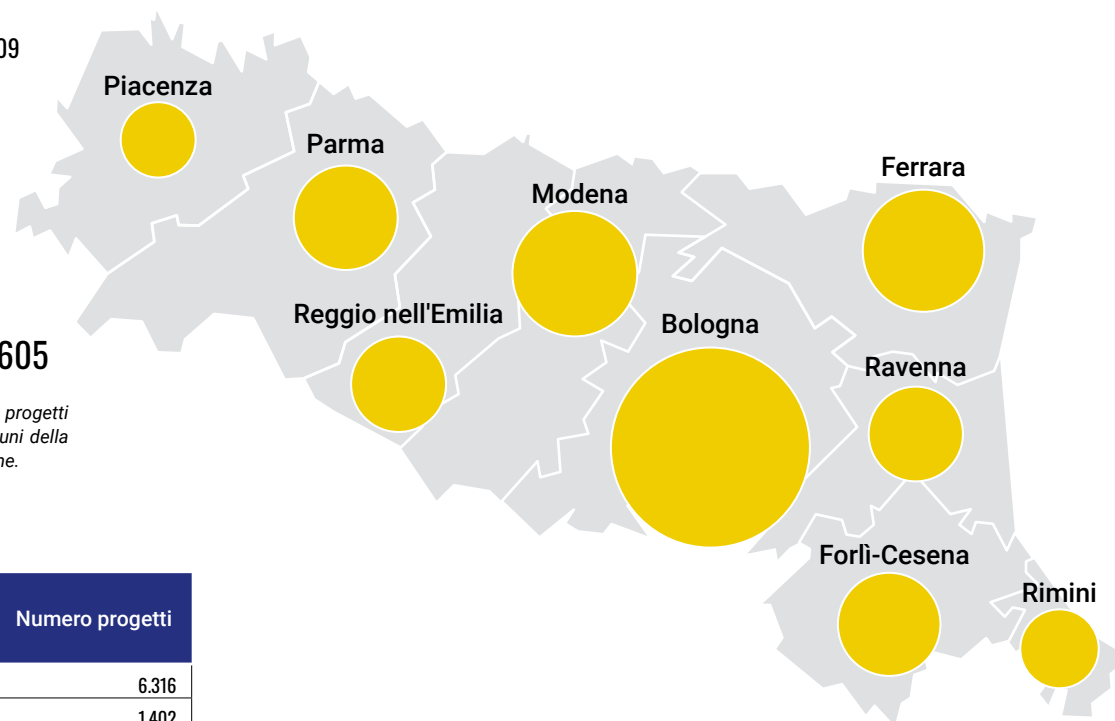 09
Piacenza
Parma
Ferrara
Modena
Reggio nell'Emilia
Bologna
605
Ravenna
progetti
uni della
ne.
Forlì-Cesena
Rimini
Numero progetti
6.316
1.402